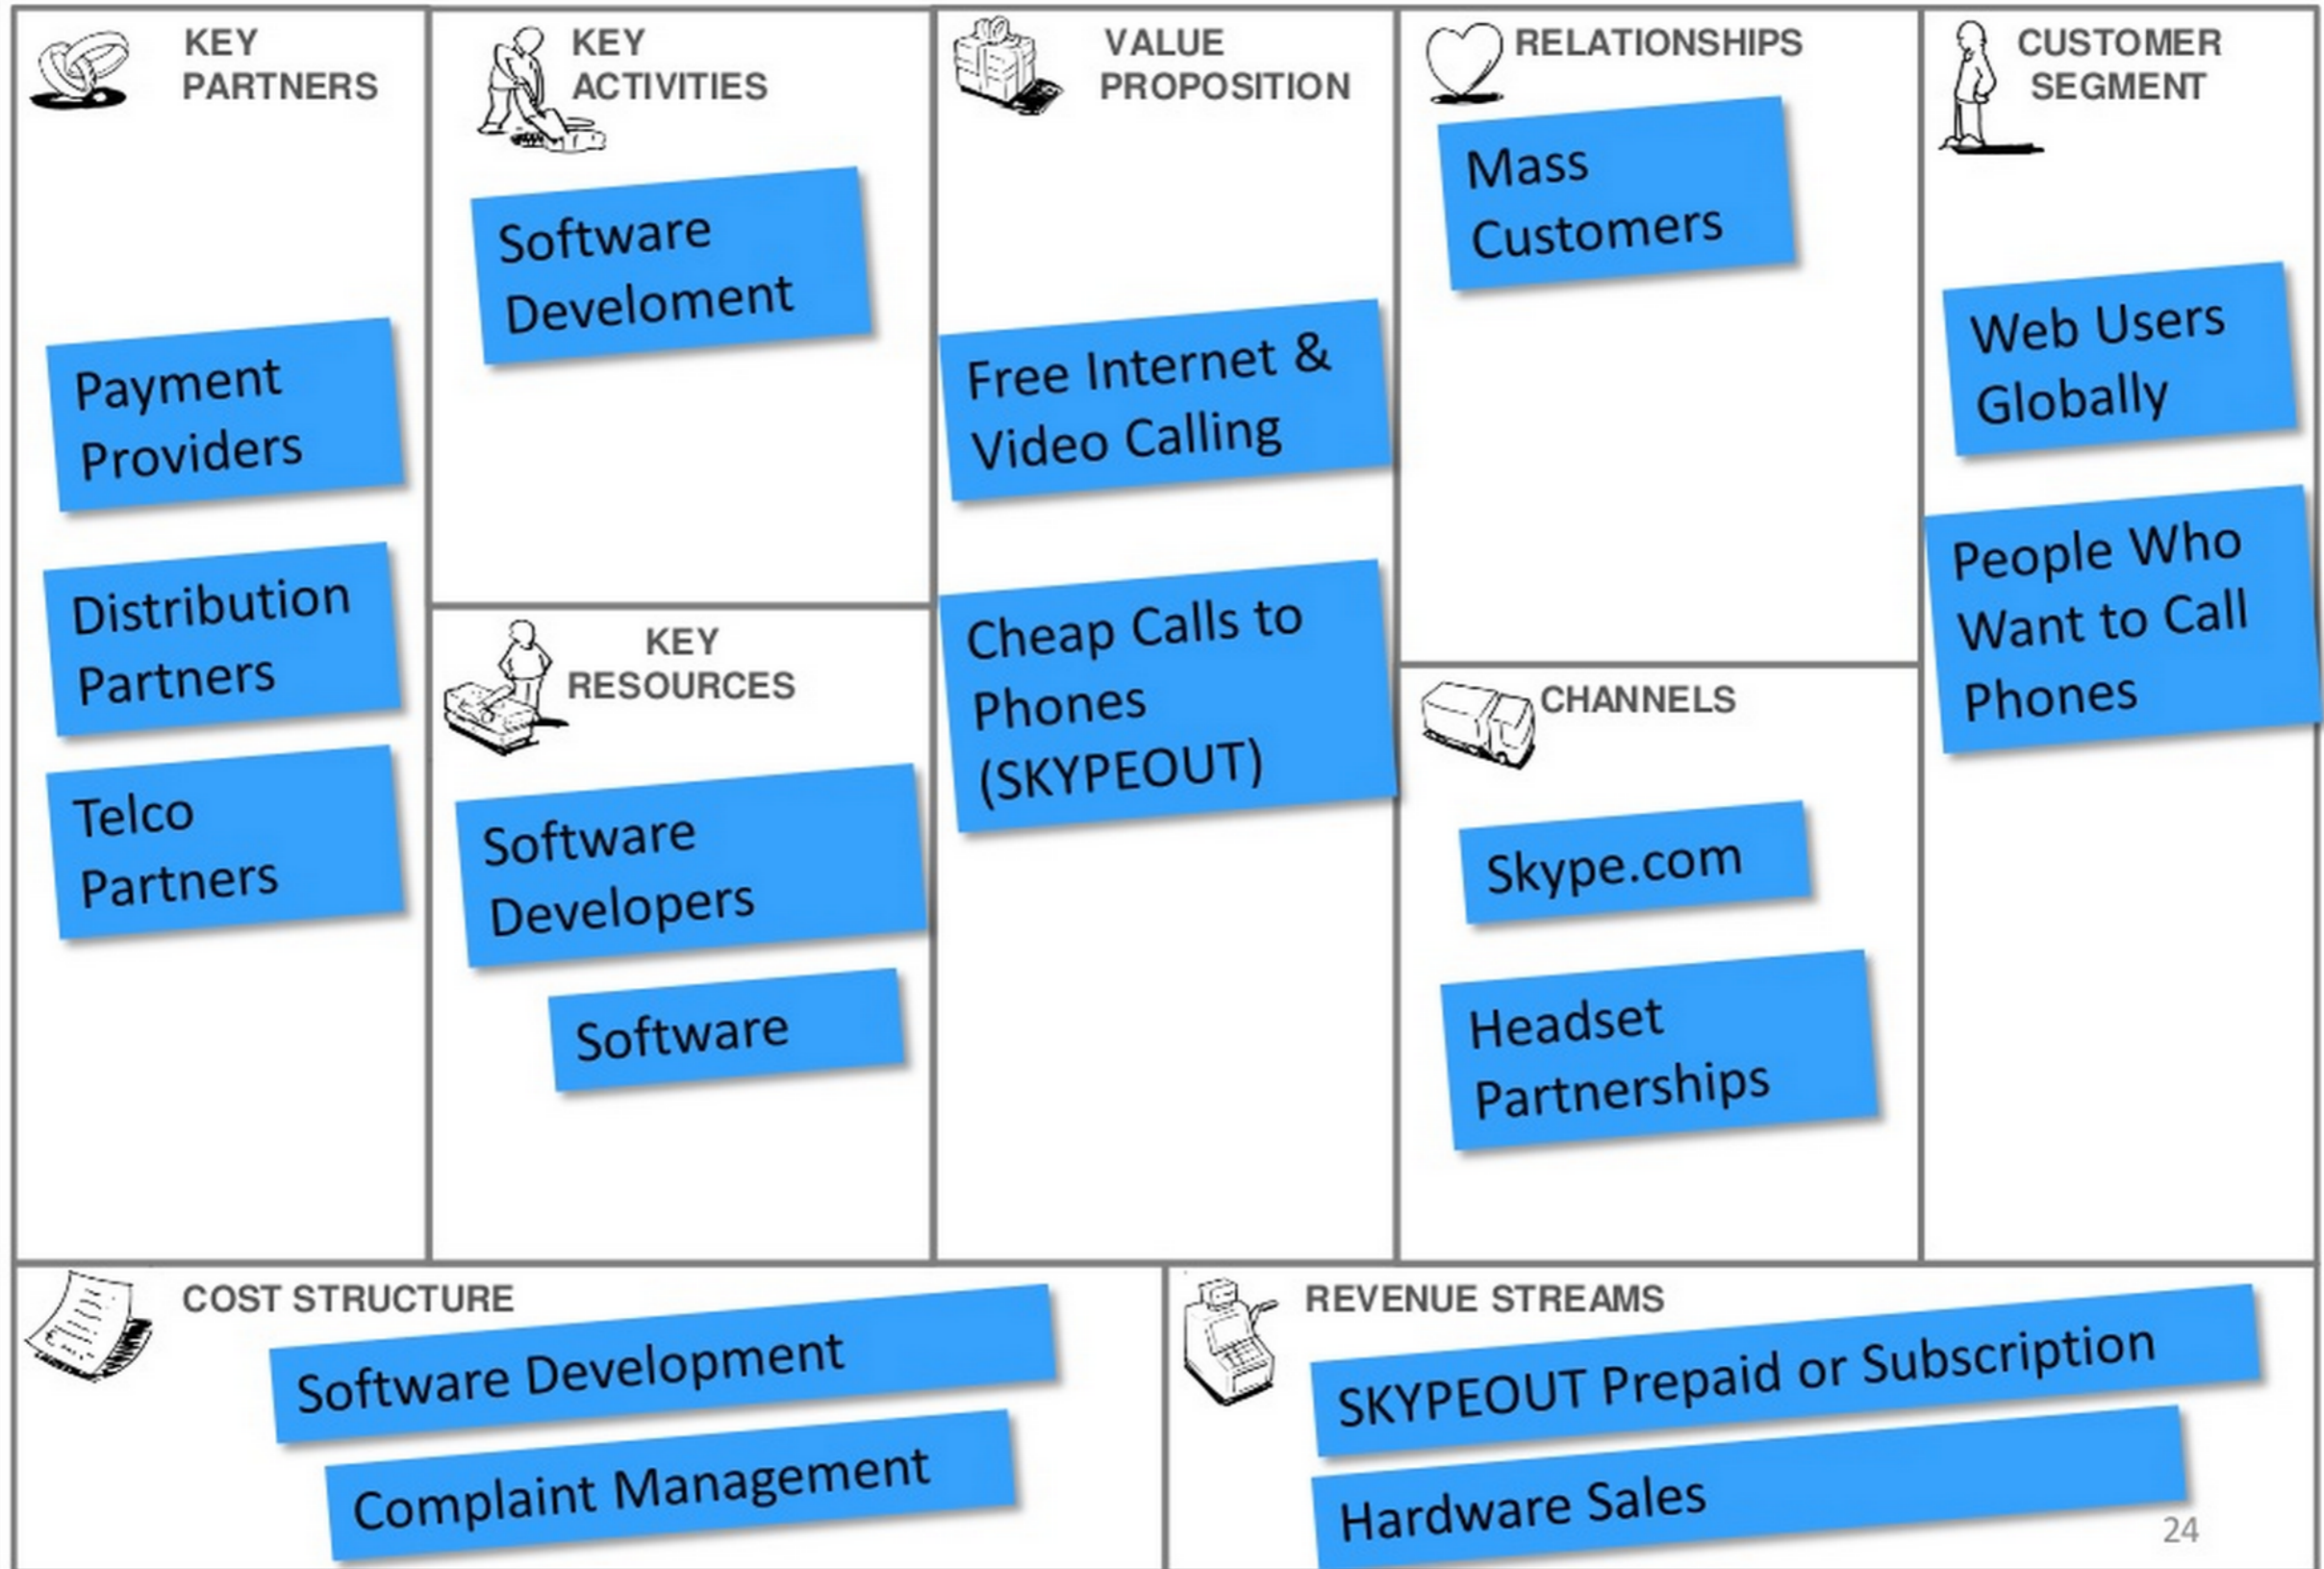 KEY
PARTNERS
Payment
Providers
Distribution
Partners
Telco
Partners
KEY
ACTIVITIES
Software
Develoment
KEY
RESOURCES
Software
Developers
Software
VALUE
PROPOSITION
Free Internet &
Video Calling
Cheap Calls to
Phones
(SKYPEOUT)
RELATIONSHIPS
Mass
Customers
CHANNELS
Skype.com
Headset
Partnerships
CUSTOMER
SEGMENT
Web Users
Globally
People Who
Want to Call
Phones
COST STRUCTURE
Software Development
Complaint Management
REVENUE STREAMS
SKYPEOUT Prepaid or Subscription
Hardware Sales
24